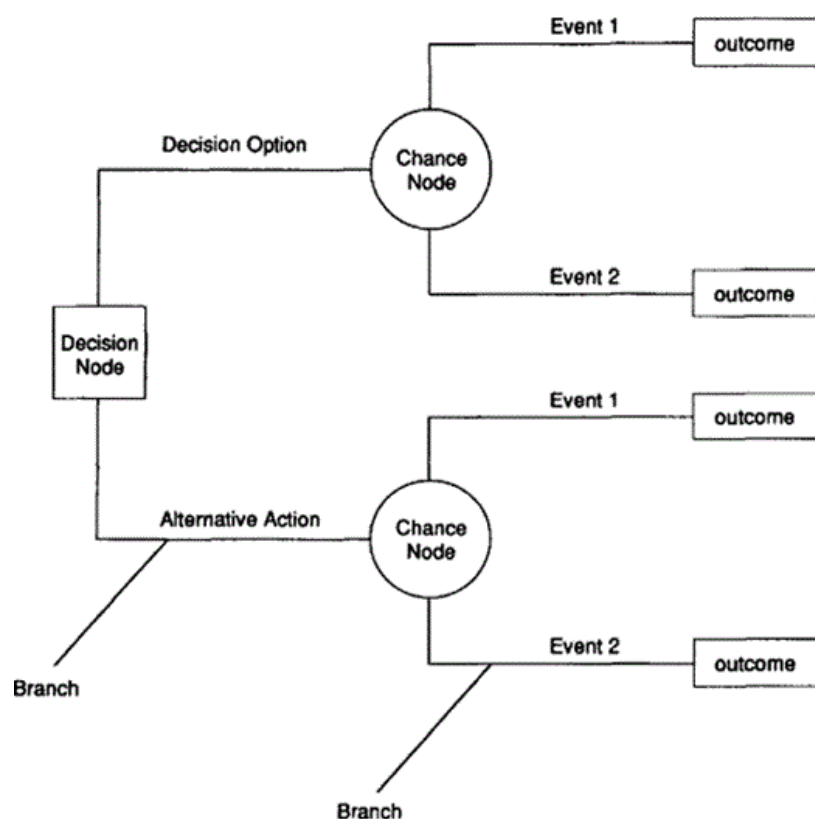 Event 1
outcome
Decision Option
Chance
Node
Event 2
outcome
Decision
Node
Event 1
outcome
Alternative Action
Chance
Node
Event 2
outcome
Branch
Branch